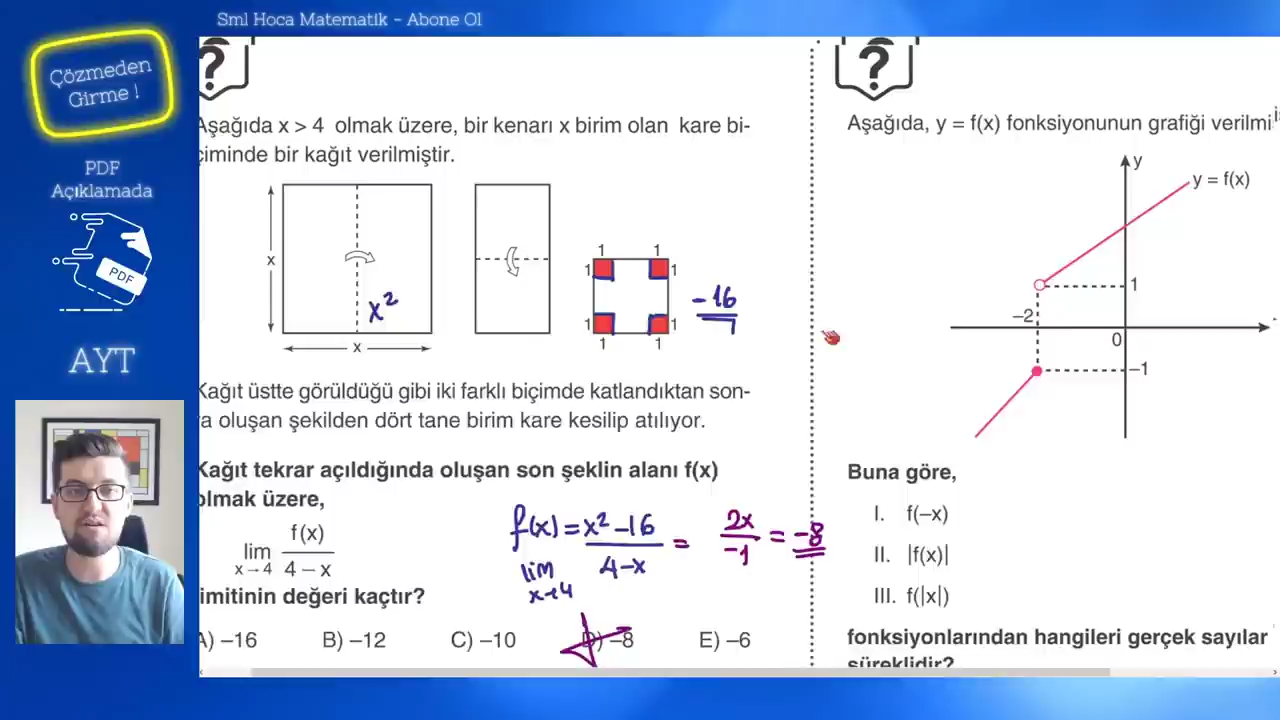 Sml Hoca Matematik - Abone Ol
Çözmeden
Girme !
PDF
Açıklamada
PDF
AYT
?
Aşağıda x > 4 olmak üzere, bir kenarı x birim olan kare bi-
çiminde bir kağıt verilmiştir.
x
x
x²
1 1
1 1
1 1
1 1
-16
Kağıt üstte görüldüğü gibi iki farklı biçimde katlandıktan son-
ra oluşan şekilden dört tane birim kare kesilip atılıyor.
Kağıt tekrar açıldığında oluşan son şeklin alanı f(x)
olmak üzere,
lim x→4 f(x) / 4 – x
limitinin değeri kaçtır?
f(x) = x² -16
lim x→4 4-x = 2x / -1 = -8
A) –16 B) –12 C) –10 D) –8 E) –6
?
Aşağıda, y = f(x) fonksiyonunun grafiği verilmi
y
y = f(x)
1
–2
0
–1
Buna göre,
I. f(–x)
II. |f(x)|
III. f(|x|)
fonksiyonlarından hangileri gerçek sayılar
süreklidir?